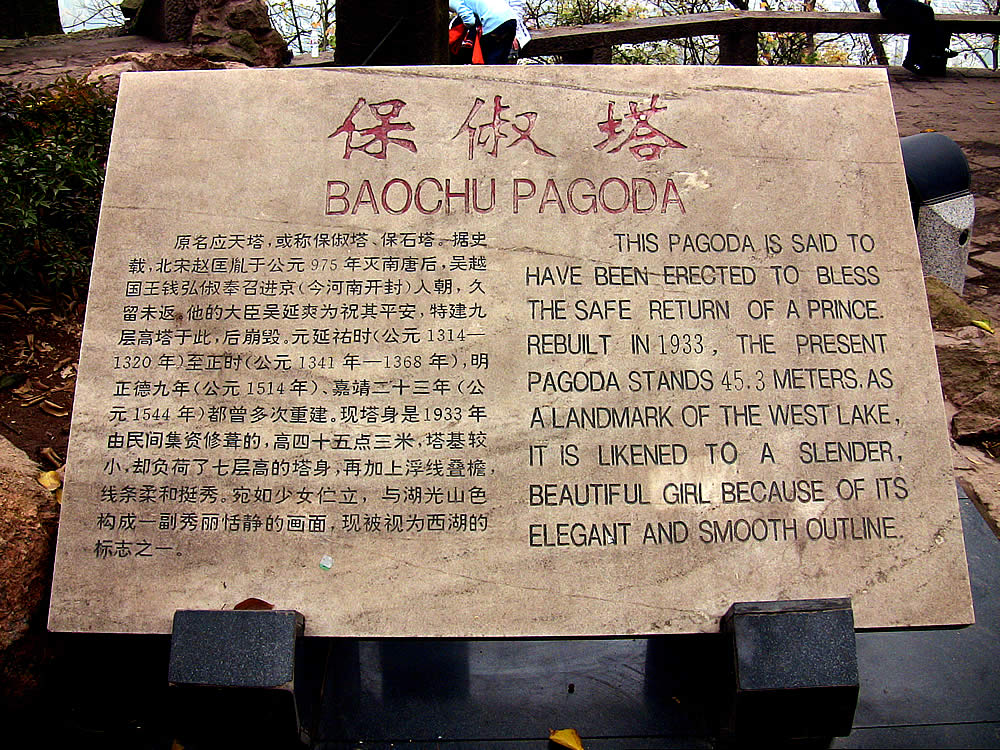 保俶塔
BAOCHU PAGODA
原名应天塔，或称保俶塔、保石塔。据史
载，北宋赵匡胤于公元975年灭南唐后，吴越
国王钱弘俶奉召进京（今河南开封）入朝，久
留未返。他的大臣吴延爽为祝其平安，特建九
层高塔于此，后崩毁。元延祐时（公元1314—
1320年）至正时（公元1341年—1368年），明
正德九年（公元1514年）、嘉靖二十三年（公
元1544年）都曾多次重建。现塔身是1933年
由民间集资修葺的，高四十五点三米，塔基较
小，却负荷了七层高的塔身，再加上浮线叠檐，
线条柔和挺秀。宛如少女伫立，与湖光山色
构成一副秀丽恬静的画面，现被视为西湖的
标志之一。
THIS PAGODA IS SAID TO
HAVE BEEN ERECTED TO BLESS
THE SAFE RETURN OF A PRINCE.
REBUILT IN 1933, THE PRESENT
PAGODA STANDS 45.3 METERS. AS
A LANDMARK OF THE WEST LAKE,
IT IS LIKENED TO A SLENDER,
BEAUTIFUL GIRL BECAUSE OF ITS
ELEGANT AND SMOOTH OUTLINE.